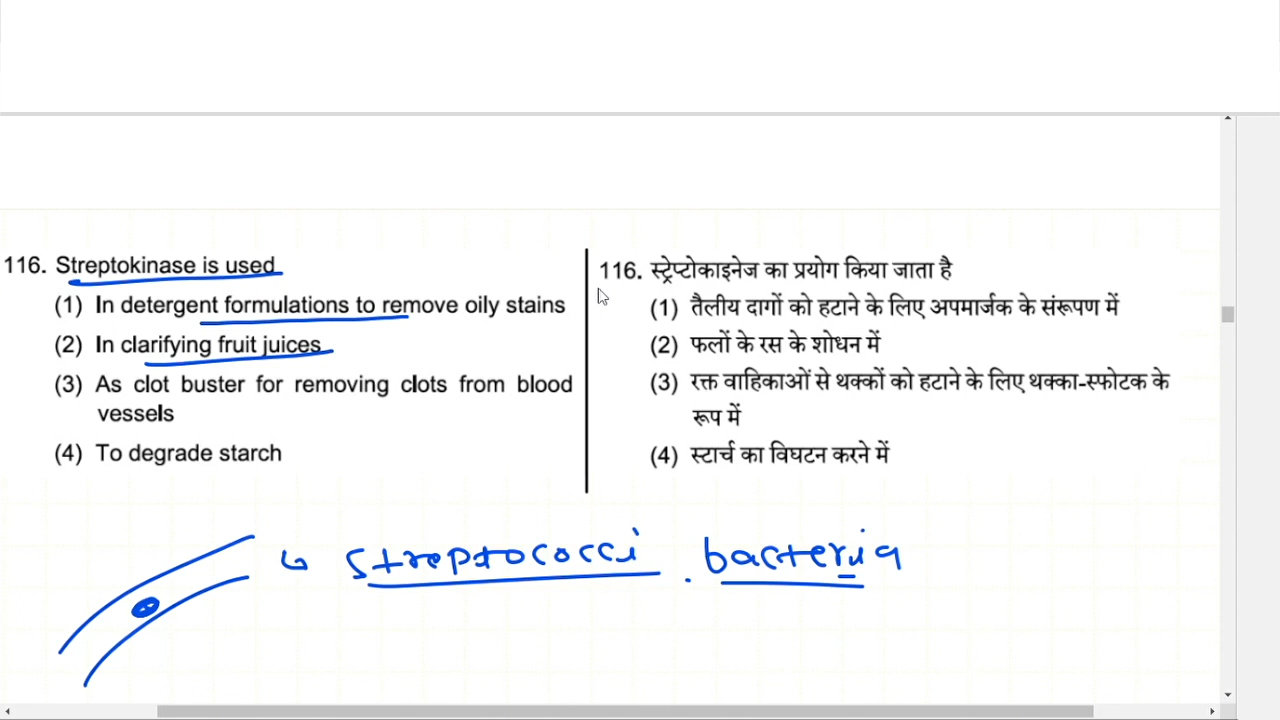 116. Streptokinase is used
(1) In detergent formulations to remove oily stains
(2) In clarifying fruit juices
(3) As clot buster for removing clots from blood
vessels
(4) To degrade starch
116. स्ट्रेप्टोकाइनेज का प्रयोग किया जाता है
(1) तैलीय दागों को हटाने के लिए अपमार्जक के संरूपण में
(2) फलों के रस के शोधन में
(3) रक्त वाहिकाओं से थक्कों को हटाने के लिए थक्का-स्फोटक के
रूप में
(4) स्टार्च का विघटन करने में
streptococci bacteria